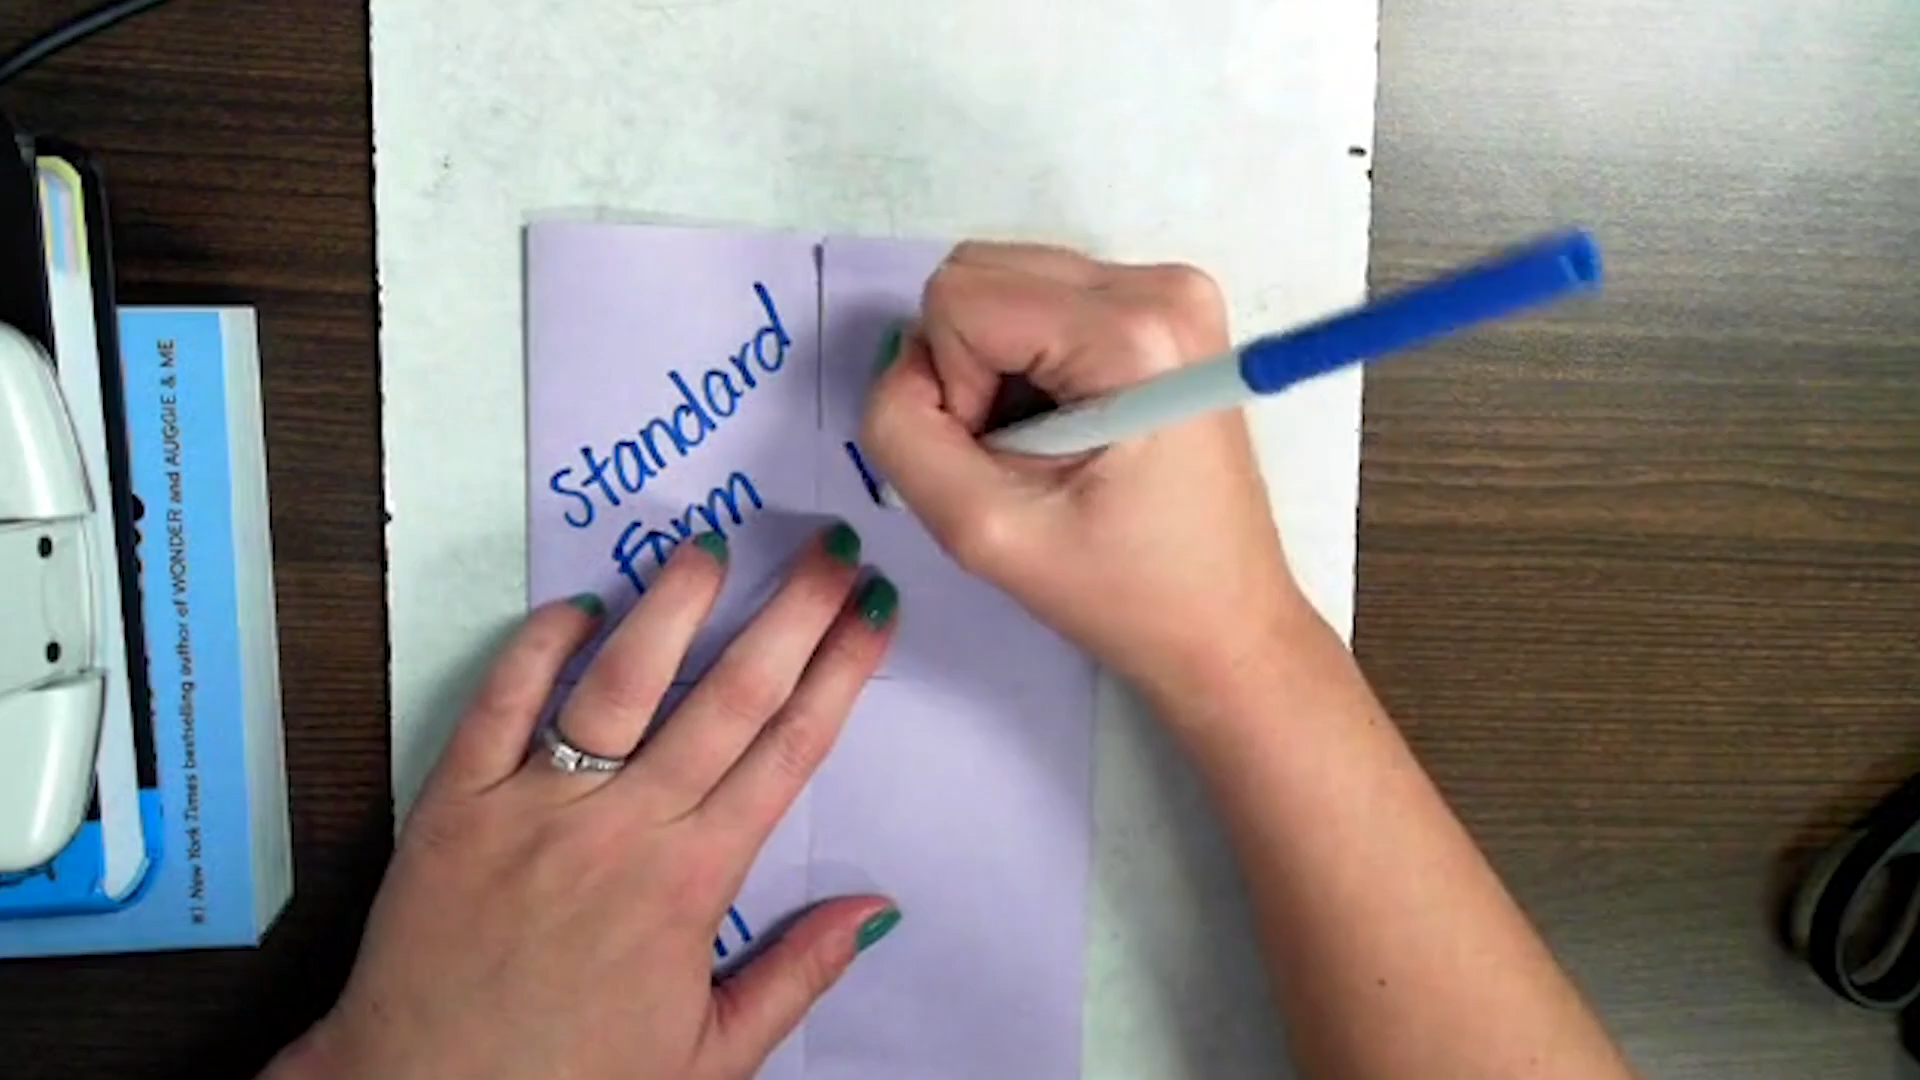 Standard
Form
#1 New York Times bestselling author of WONDER and AUGGIE & ME